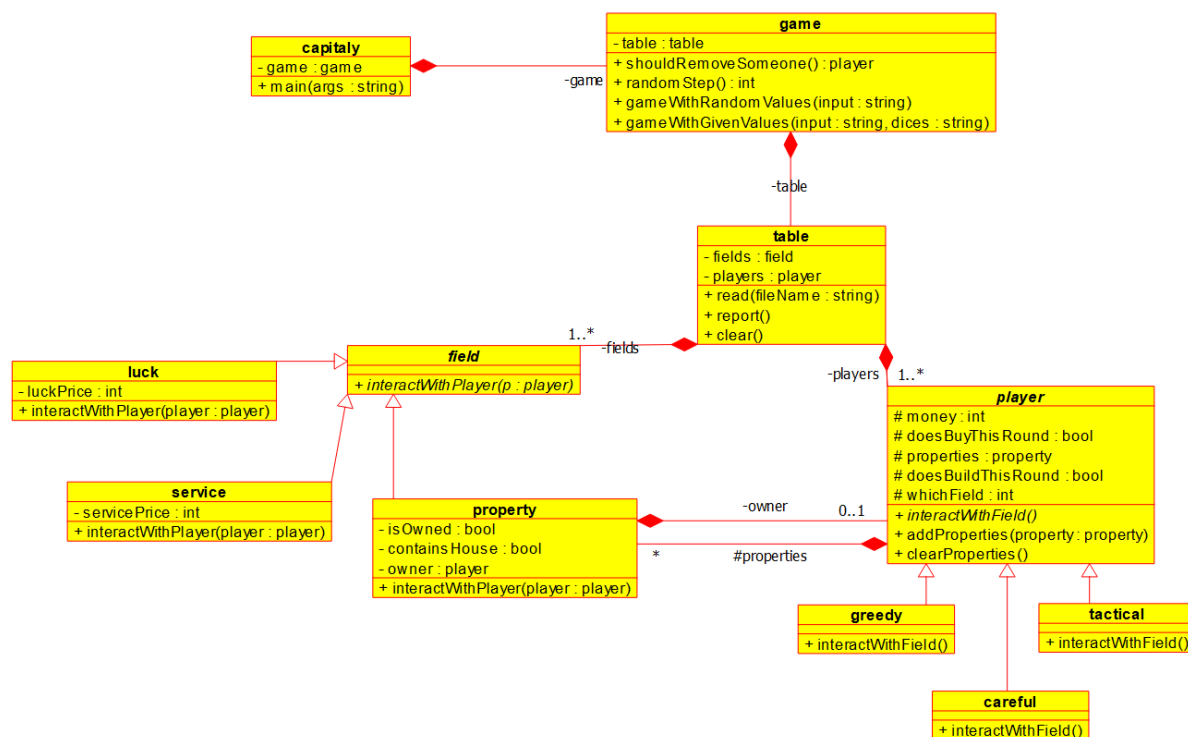 game
- table : table
+ shouldRemoveSomeone() : player
+ randomStep() : int
+ gameWithRandomValues(input : string)
+ gameWithGivenValues(input : string, dices : string)
capitaly
- game : game
+ main(args : string)
-game
-table
table
- fields : field
- players : player
+ read(fileName : string)
+ report()
+ clear()
1..*
-fields
-players
1..*
field
+ interactWithPlayer(p : player)
luck
- luckPrice : int
+ interactWithPlayer(player : player)
service
- servicePrice : int
+ interactWithPlayer(player : player)
property
- isOwned : bool
- containsHouse : bool
- owner : player
+ interactWithPlayer(player : player)
-owner
0..1
*
#properties
player
# money : int
# doesBuyThisRound : bool
# properties : property
# doesBuildThisRound : bool
# whichField : int
+ interactWithField()
+ addProperties(property : property)
+ clearProperties()
greedy
+ interactWithField()
tactical
+ interactWithField()
careful
+ interactWithField()